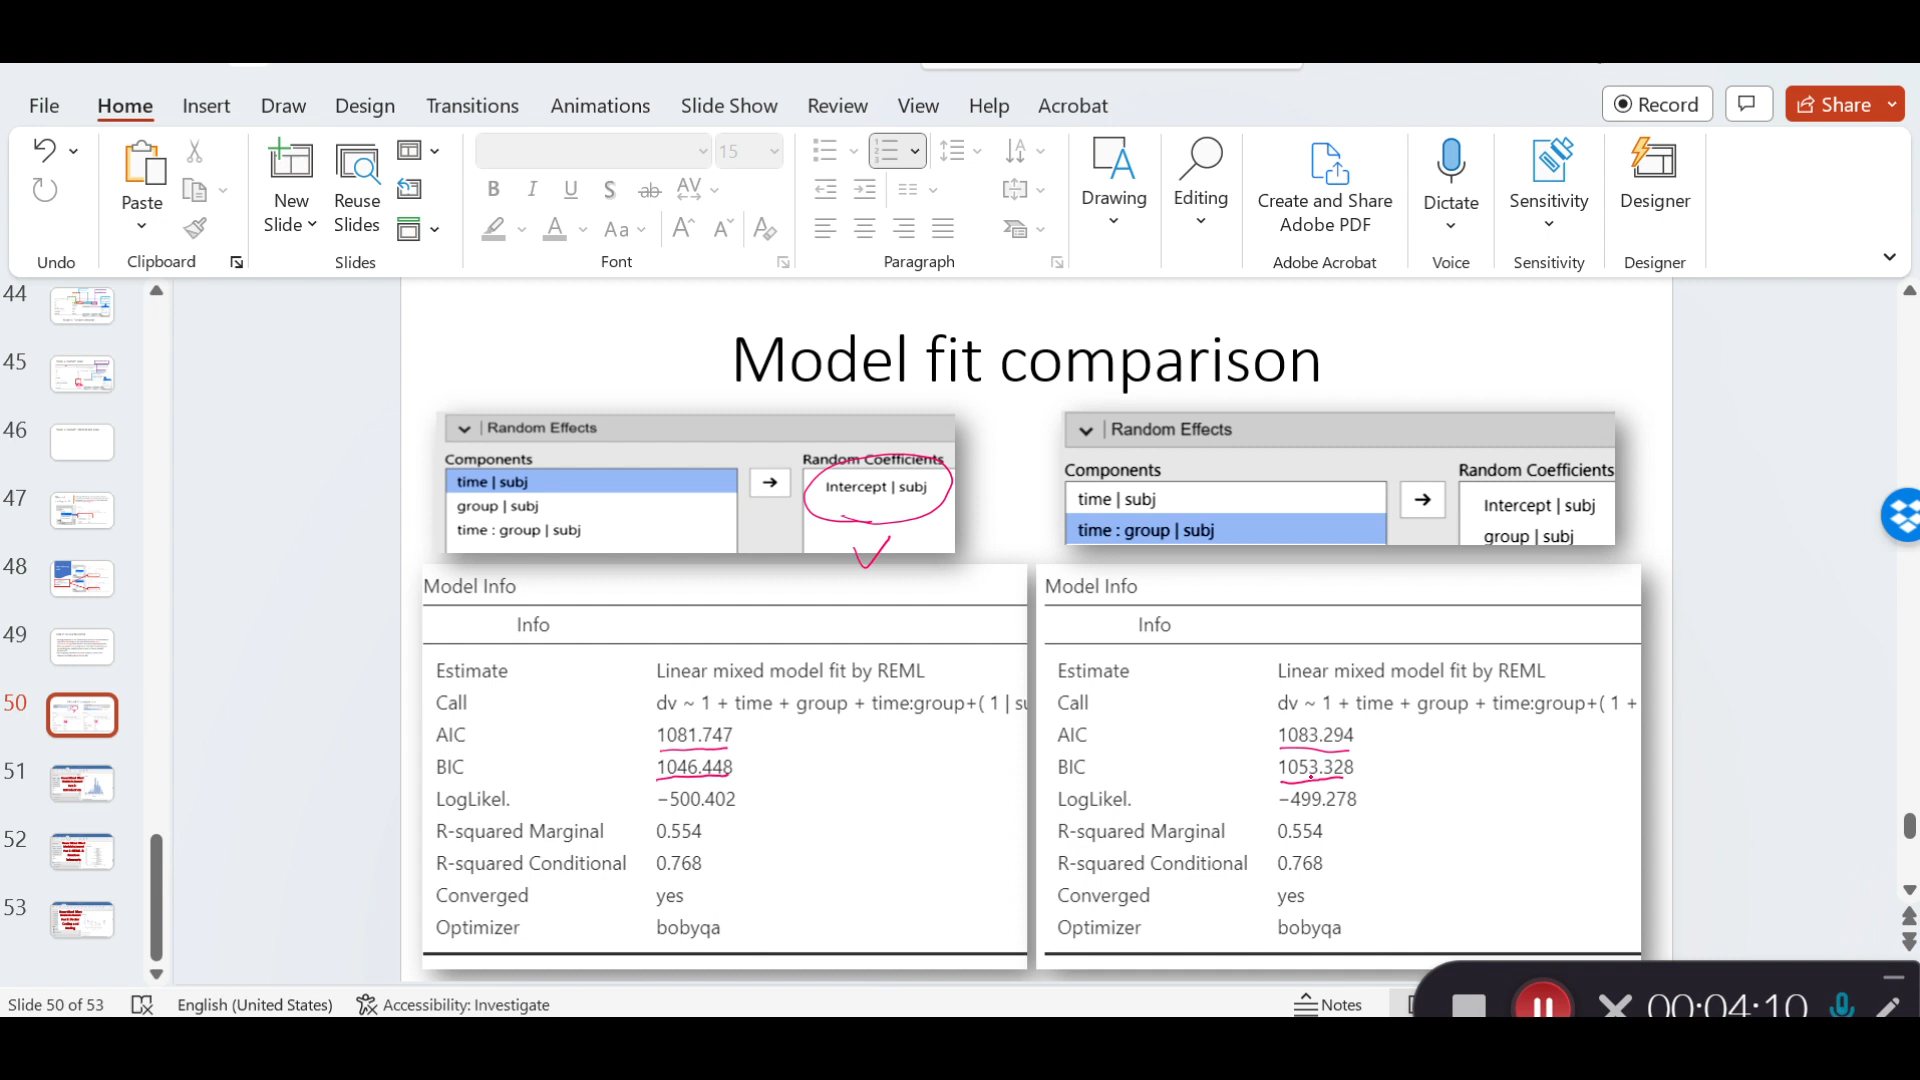 File Home Insert Draw Design Transitions Animations Slide Show Review View Help Acrobat Record Share
Paste
New Slide
Reuse Slides
15
B I U S ab AV
A Aa A A A
Drawing
Editing
Create and Share Adobe PDF
Dictate
Sensitivity
Designer
Undo Clipboard Slides Font Paragraph Adobe Acrobat Voice Sensitivity Designer
44
45
46
47
48
49
50
51
52
53
Model fit comparison
Random Effects
Components Random Coefficients
time | subj Intercept | subj
group | subj
time : group | subj
Random Effects
Components Random Coefficients
time | subj Intercept | subj
time : group | subj group | subj
Model Info
Info
Estimate Linear mixed model fit by REML
Call dv ~ 1 + time + group + time:group+( 1 | su
AIC 1081.747
BIC 1046.448
LogLikel. −500.402
R-squared Marginal 0.554
R-squared Conditional 0.768
Converged yes
Optimizer bobyqa
Model Info
Info
Estimate Linear mixed model fit by REML
Call dv ~ 1 + time + group + time:group+( 1 +
AIC 1083.294
BIC 1053.328
LogLikel. −499.278
R-squared Marginal 0.554
R-squared Conditional 0.768
Converged yes
Optimizer bobyqa
Slide 50 of 53 English (United States) Accessibility: Investigate Notes
00:04:10